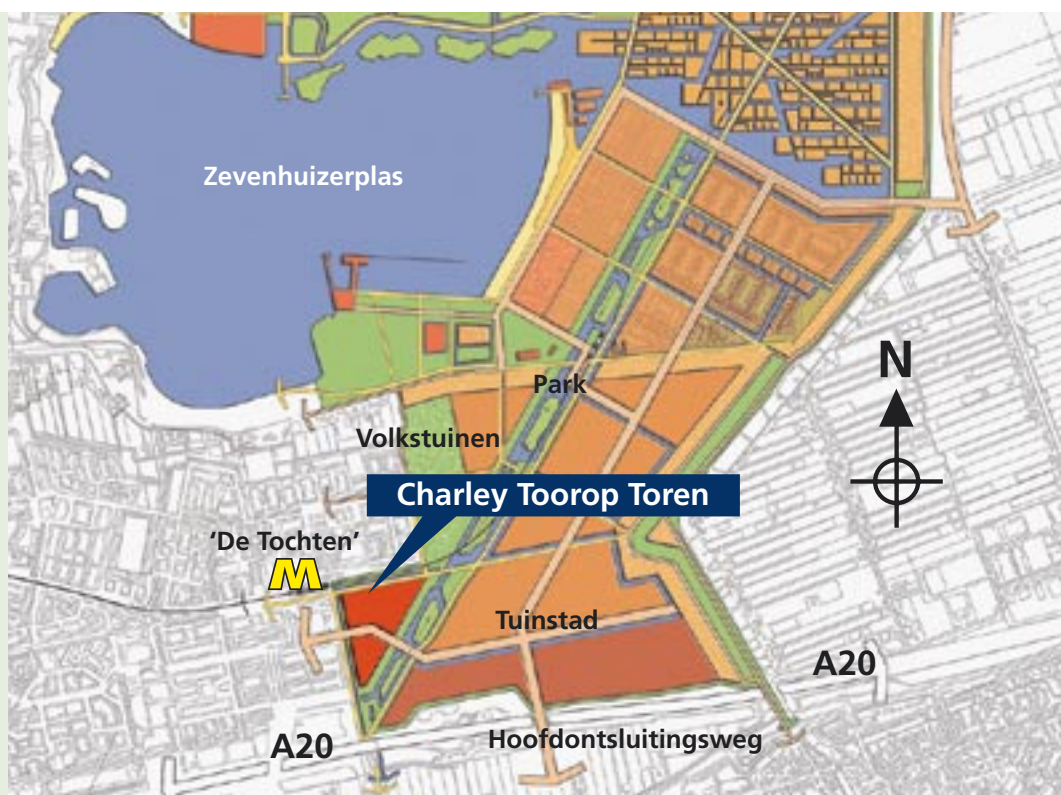 Zevenhuizerplas
N
Park
Volkstuinen
Charley Toorop Toren
'De Tochten'
M
Tuinstad
A20
A20
Hoofdontsluitingsweg